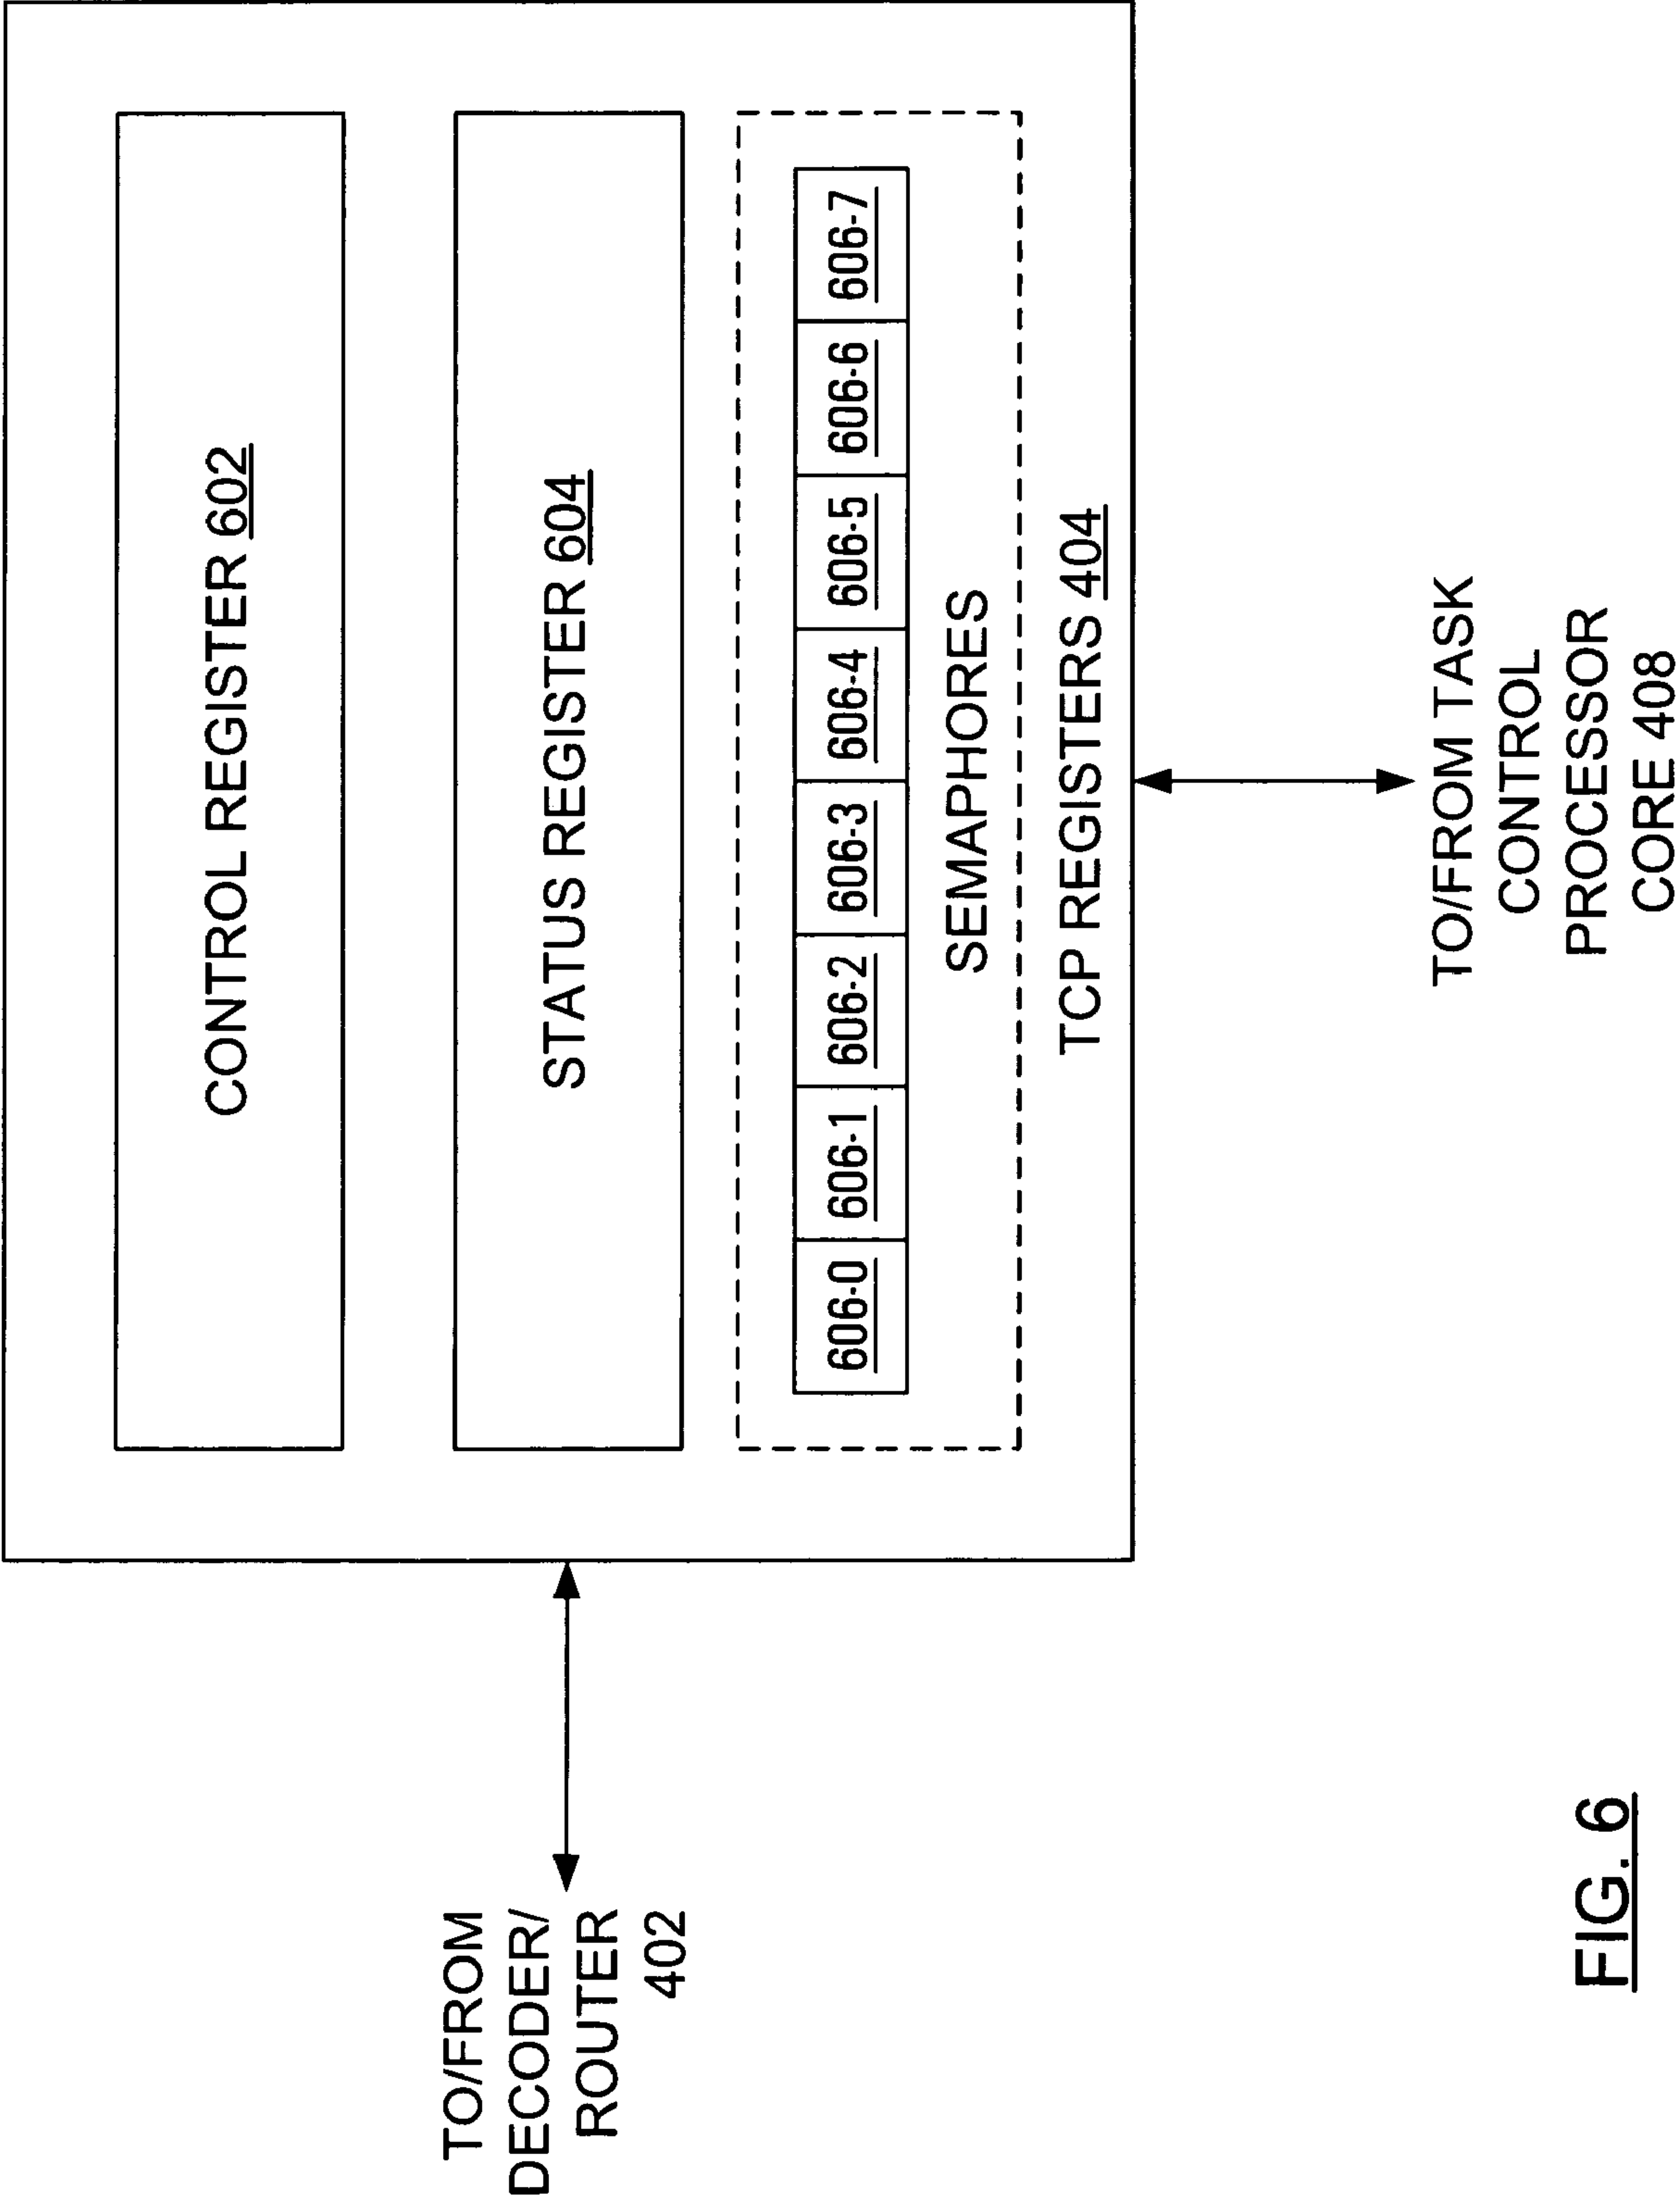 CONTROL REGISTER 602
STATUS REGISTER 604
606-0 606-1 606-2 606-3 606-4 606-5 606-6 606-7
SEMAPHORES
TCP REGISTERS 404
TO/FROM
DECODER/
ROUTER
402
TO/FROM TASK
CONTROL
PROCESSOR
CORE 408
FIG. 6